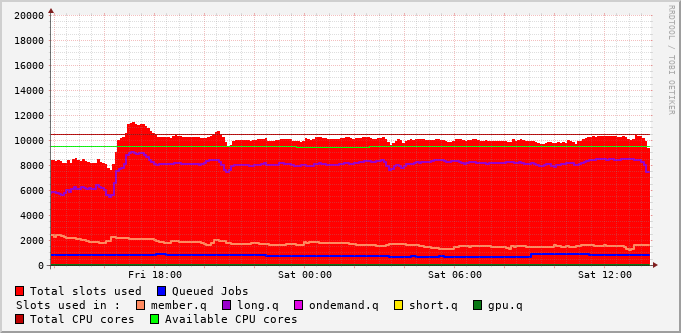 20000
18000
16000
14000
12000
10000
8000
6000
4000
2000
0
Fri 18:00 Sat 00:00 Sat 06:00 Sat 12:00
Total slots used Queued Jobs
Slots used in : member.q long.q ondemand.q short.q gpu.q
Total CPU cores Available CPU cores
RRDTOOL / TOBI OETIKER